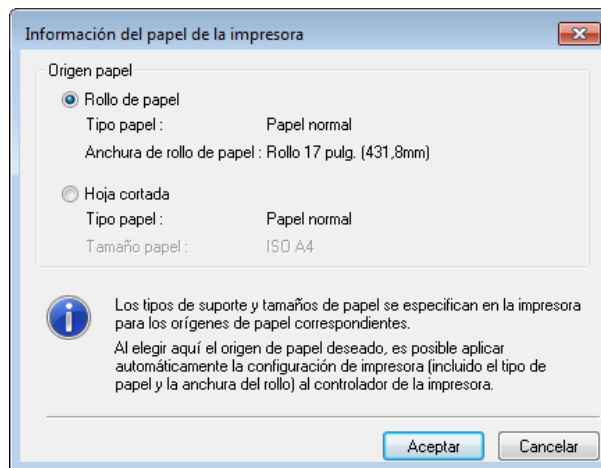 Información del papel de la impresora
Origen papel
Rollo de papel
Tipo papel : Papel normal
Anchura de rollo de papel : Rollo 17 pulg. (431,8mm)
Hoja cortada
Tipo papel : Papel normal
Tamaño papel : ISO A4
Los tipos de suporte y tamaños de papel se especifican en la impresora
para los orígenes de papel correspondientes.
Al elegir aquí el origen de papel deseado, es posible aplicar
automáticamente la configuración de impresora (incluido el tipo de
papel y la anchura del rollo) al controlador de la impresora.
Aceptar Cancelar